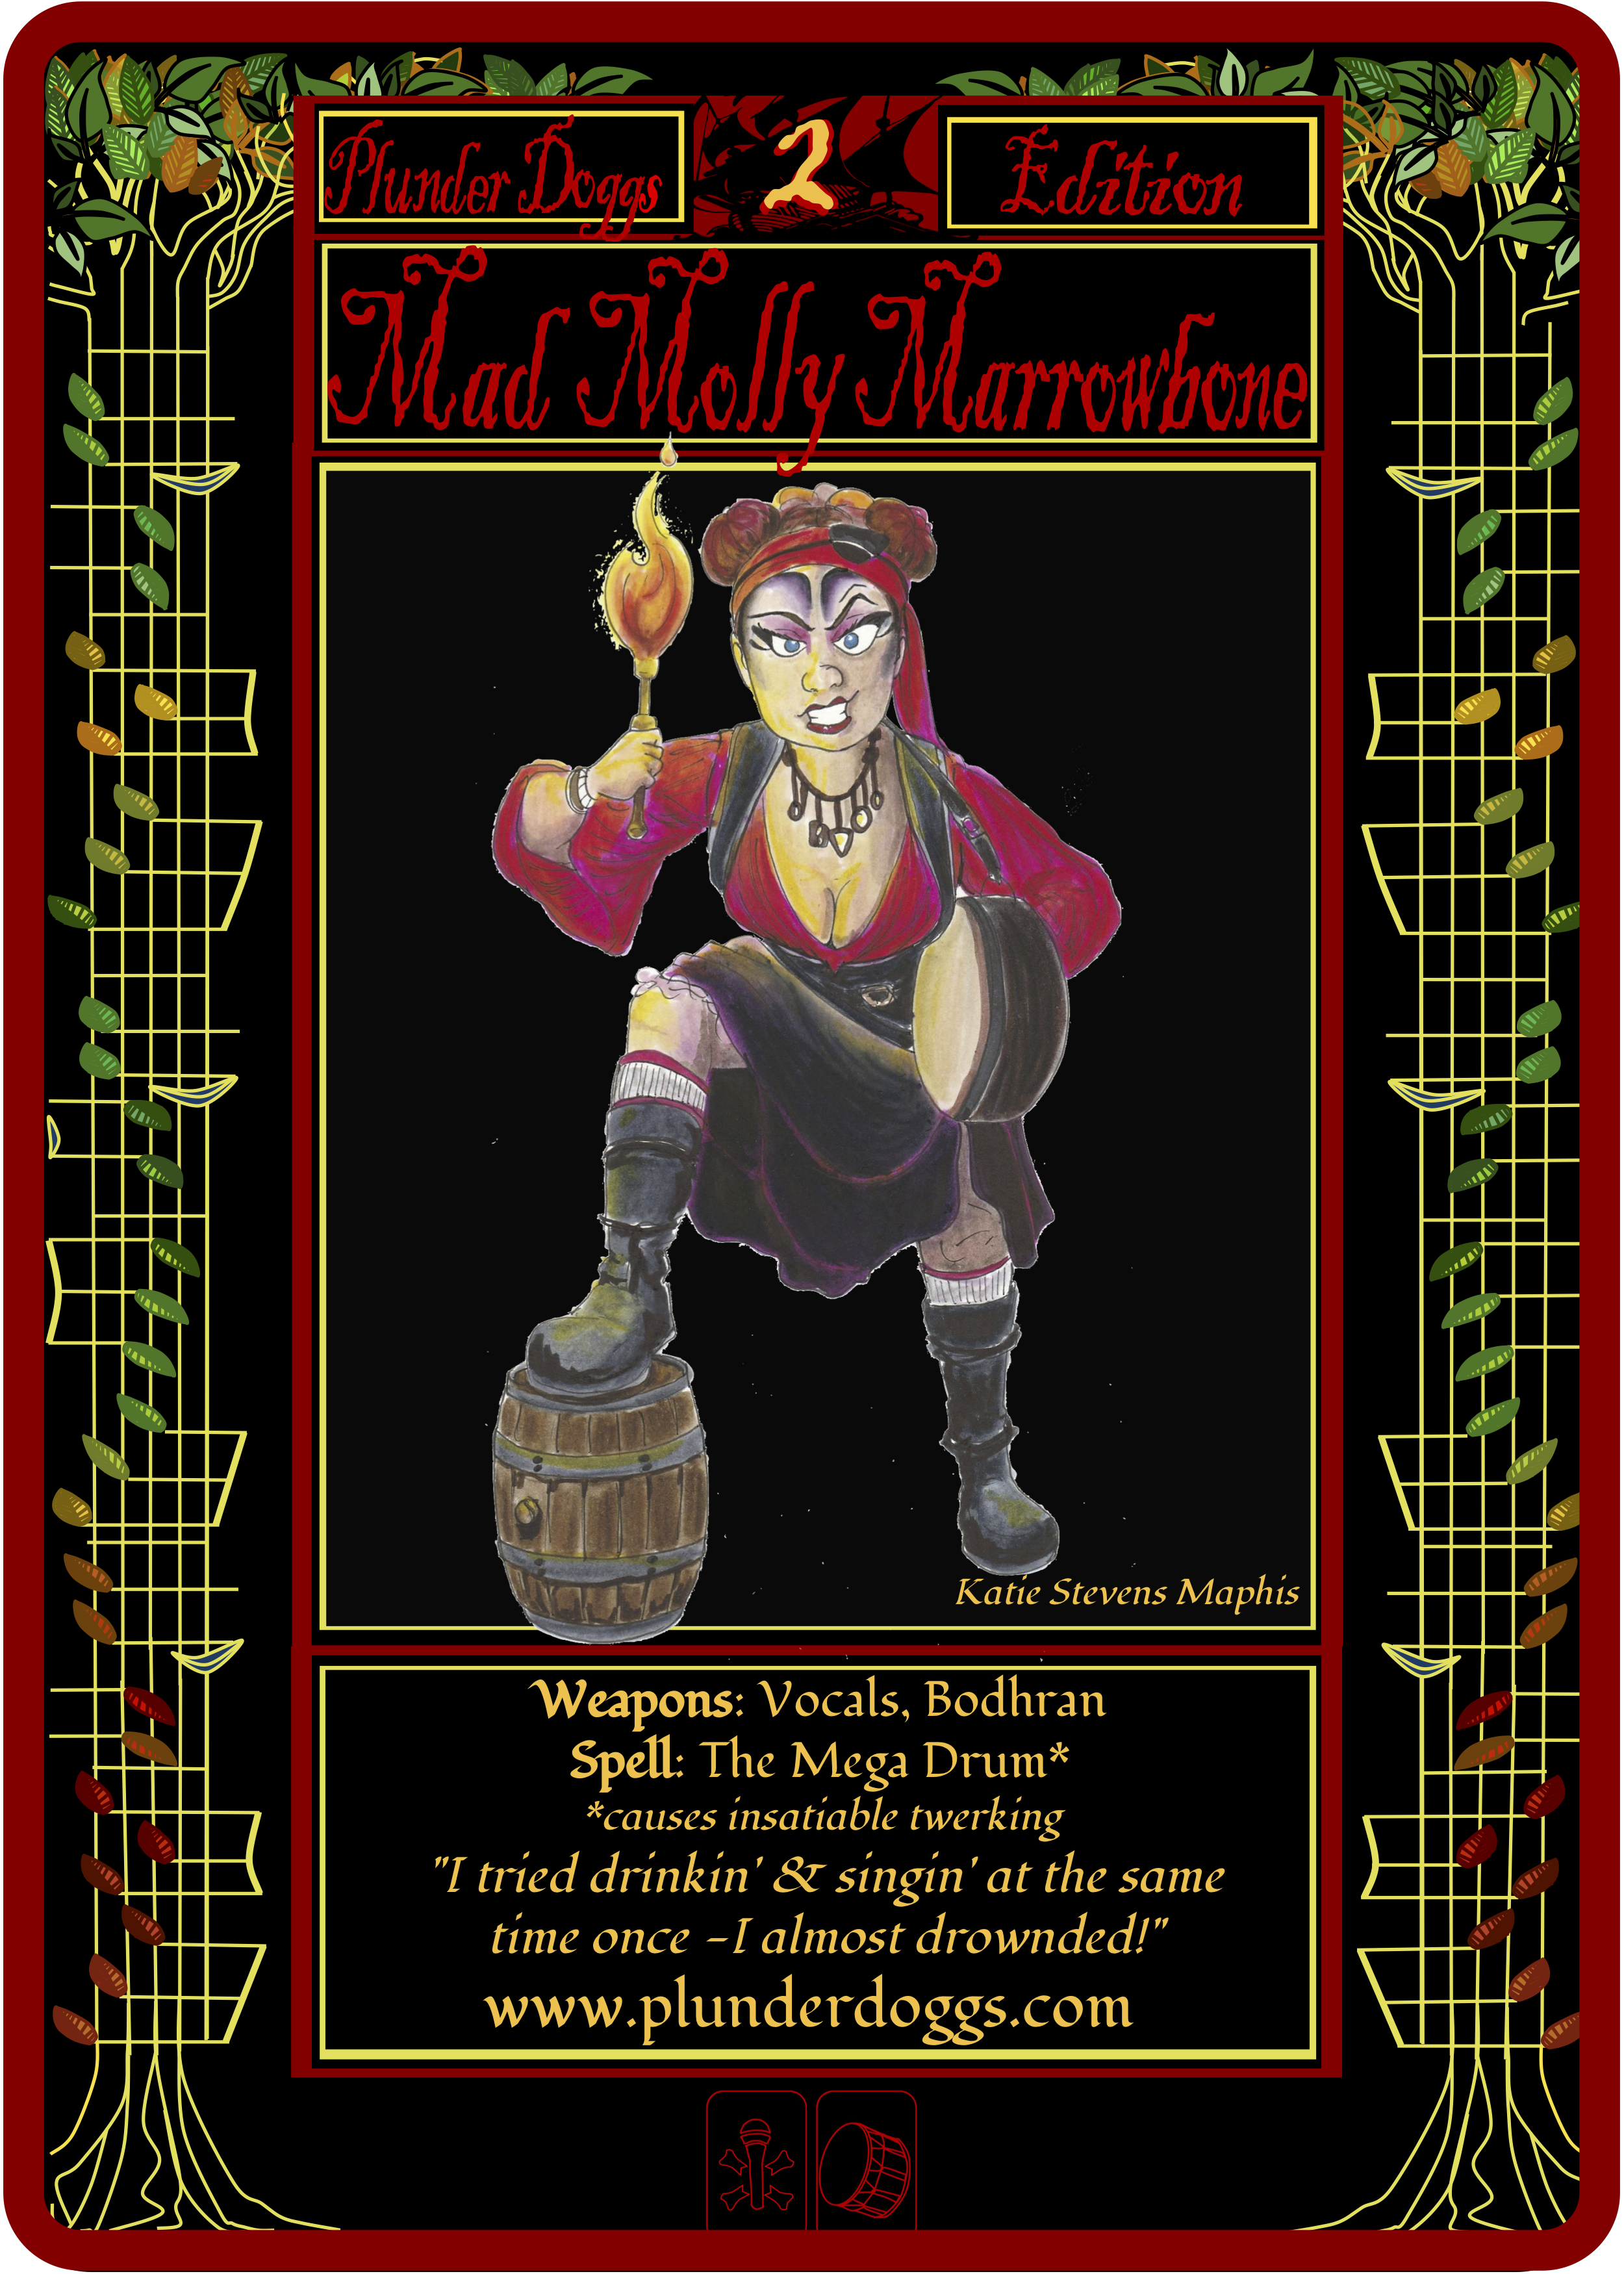 Plunder Doggs 2 Edition
Mad Molly Marrowbone
Katie Stevens Maphis
Weapons: Vocals, Bodhran
Spell: The Mega Drum*
*causes insatiable twerking
"I tried drinkin' & singin' at the same
time once -I almost drownded!"
www.plunderdoggs.com